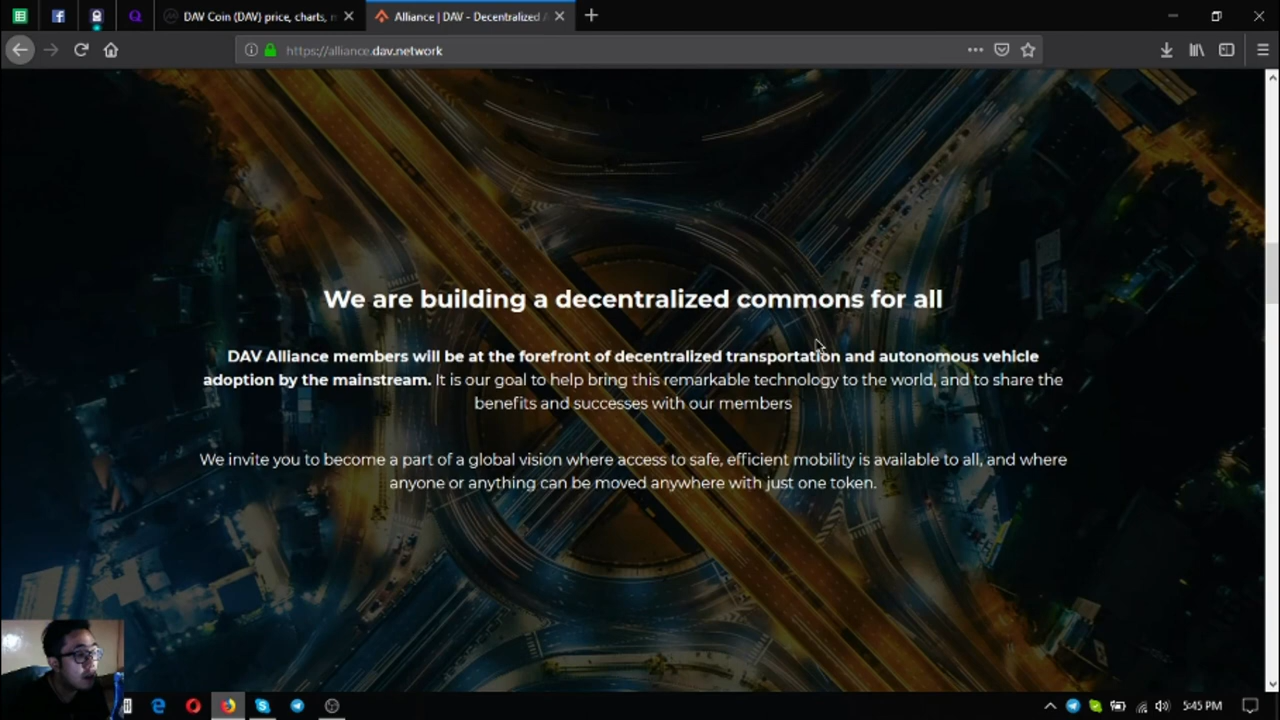 DAV Coin (DAV) price, charts,
Alliance | DAV - Decentralized
https://alliance.dav.network
We are building a decentralized commons for all
DAV Alliance members will be at the forefront of decentralized transportation and autonomous vehicle
adoption by the mainstream. It is our goal to help bring this remarkable technology to the world, and to share the
benefits and successes with our members
We invite you to become a part of a global vision where access to safe, efficient mobility is available to all, and where
anyone or anything can be moved anywhere with just one token.
5:45 PM